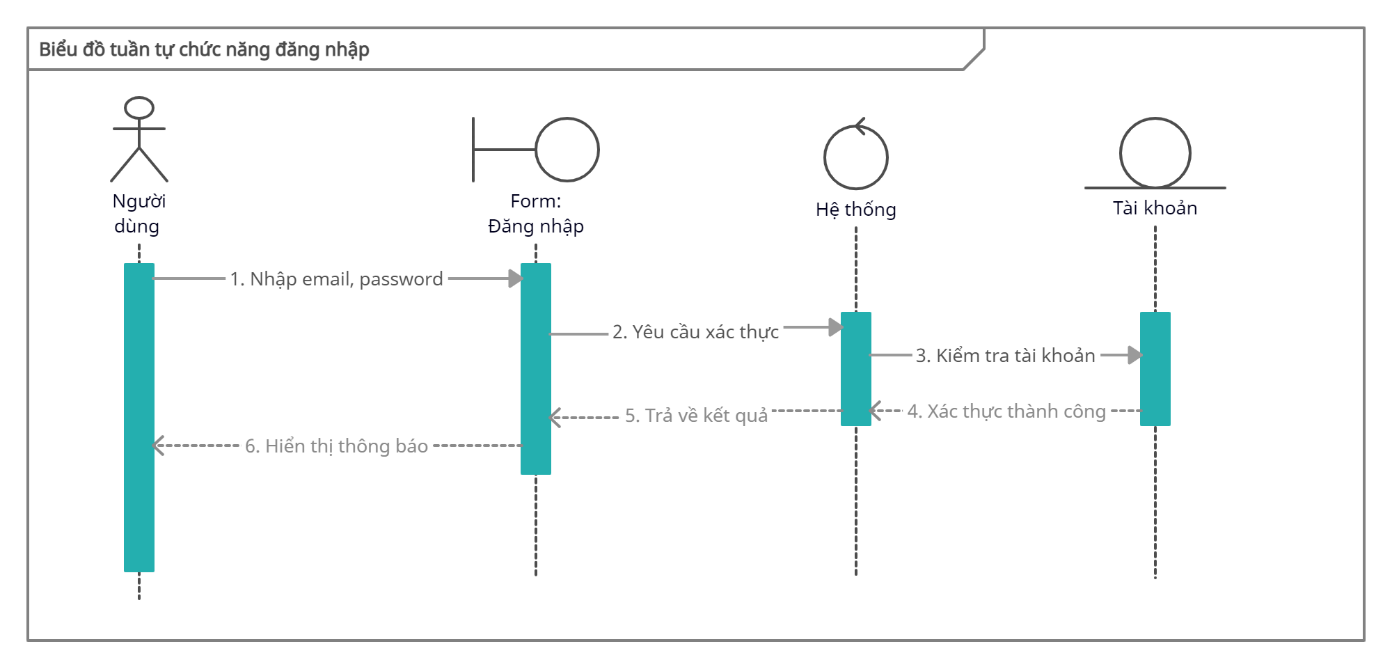 Biểu đồ tuần tự chức năng đăng nhập
Người
dùng
Form:
Đăng nhập
Hệ thống
Tài khoản
1. Nhập email, password
2. Yêu cầu xác thực
3. Kiểm tra tài khoản
4. Xác thực thành công
5. Trả về kết quả
6. Hiển thị thông báo